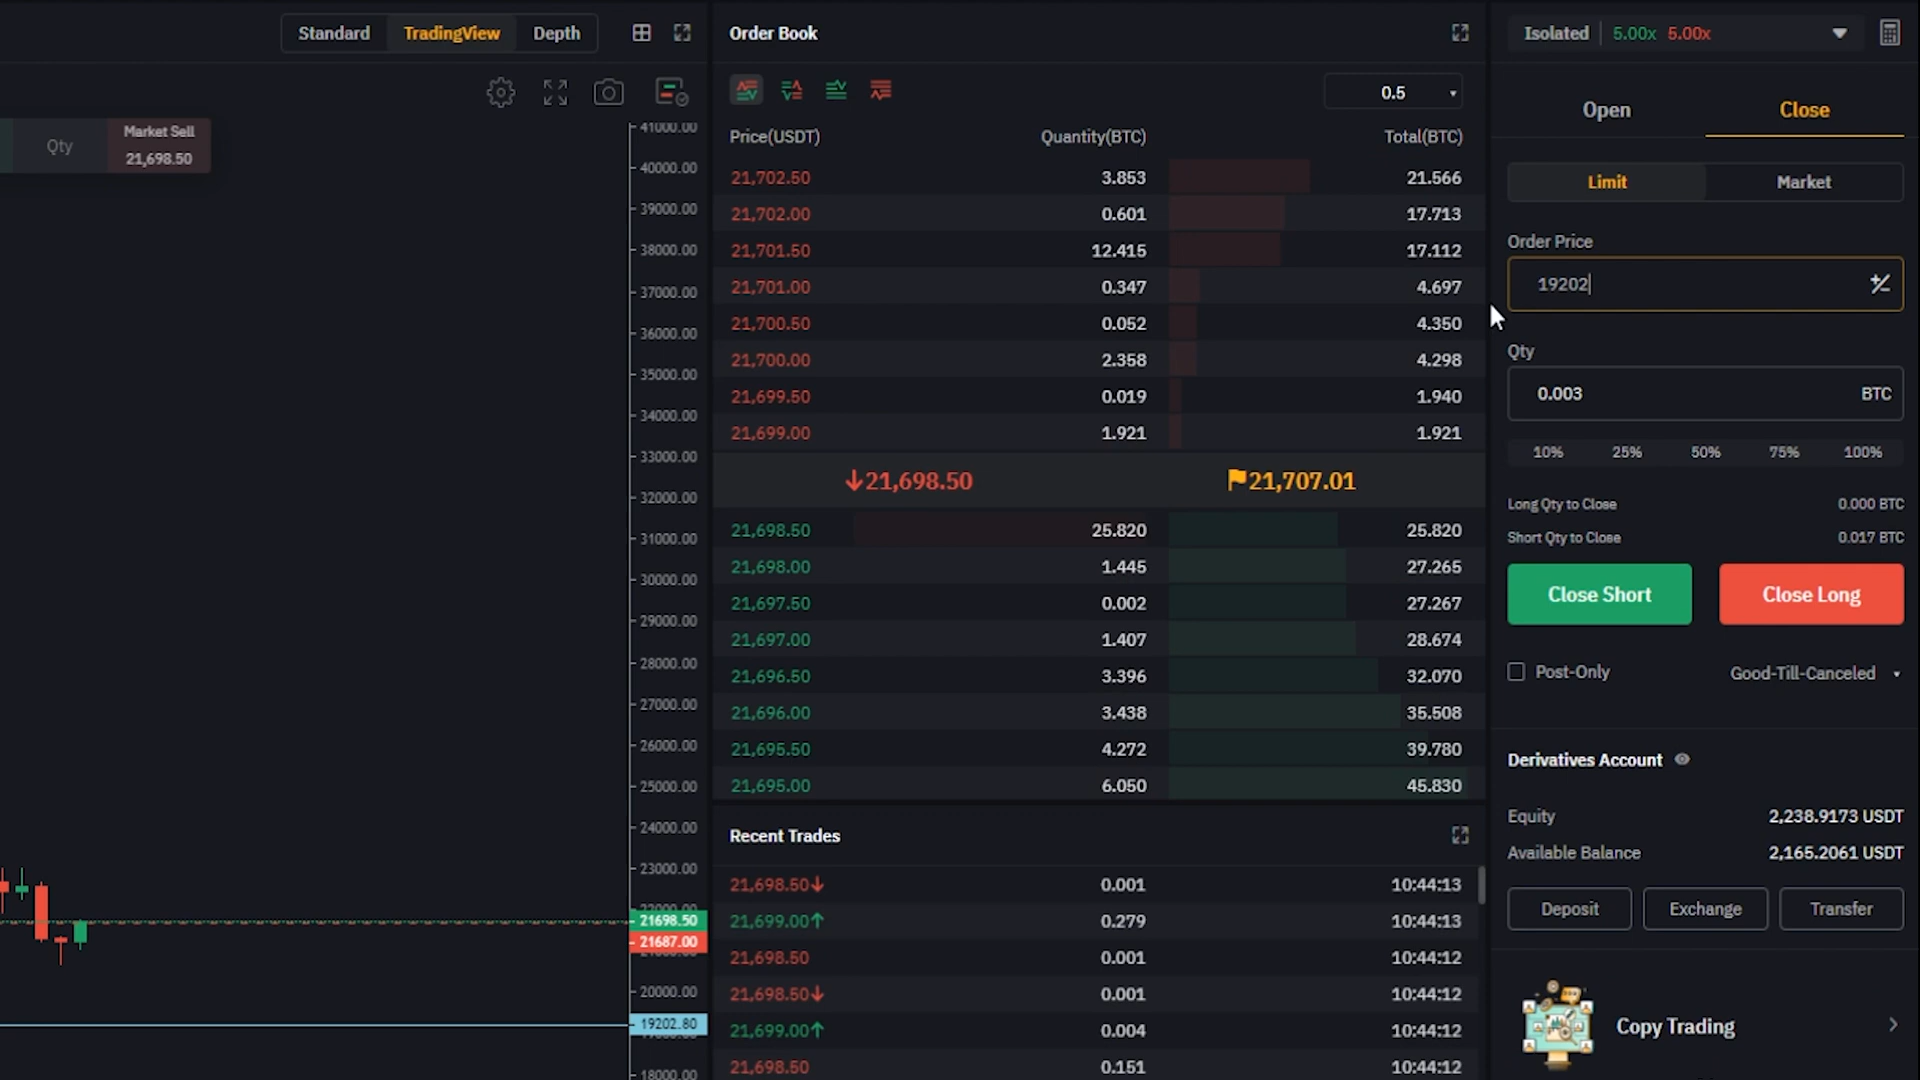 Standard TradingView Depth
Qty
Market Sell
21,698.50
41000.00
40000.00
39000.00
38000.00
37000.00
36000.00
35000.00
34000.00
33000.00
32000.00
31000.00
30000.00
29000.00
28000.00
27000.00
26000.00
25000.00
24000.00
23000.00
21698.50
21687.00
20000.00
19202.80
18000.00
Order Book
0.5
Price(USDT) Quantity(BTC) Total(BTC)
21,702.50 3.853 21.566
21,702.00 0.601 17.713
21,701.50 12.415 17.112
21,701.00 0.347 4.697
21,700.50 0.052 4.350
21,700.00 2.358 4.298
21,699.50 0.019 1.940
21,699.00 1.921 1.921
↓21,698.50 21,707.01
21,698.50 25.820 25.820
21,698.00 1.445 27.265
21,697.50 0.002 27.267
21,697.00 1.407 28.674
21,696.50 3.396 32.070
21,696.00 3.438 35.508
21,695.50 4.272 39.780
21,695.00 6.050 45.830
Recent Trades
21,698.50↓ 0.001 10:44:13
21,699.00↑ 0.279 10:44:13
21,698.50 0.001 10:44:12
21,698.50↓ 0.001 10:44:12
21,699.00↑ 0.004 10:44:12
21,698.50 0.151 10:44:12
Isolated 5.00x 5.00x
Open Close
Limit Market
Order Price
19202
Qty
0.003 BTC
10% 25% 50% 75% 100%
Long Qty to Close 0.000 BTC
Short Qty to Close 0.017 BTC
Close Short Close Long
Post-Only Good-Till-Canceled
Derivatives Account
Equity 2,238.9173 USDT
Available Balance 2,165.2061 USDT
Deposit Exchange Transfer
Copy Trading